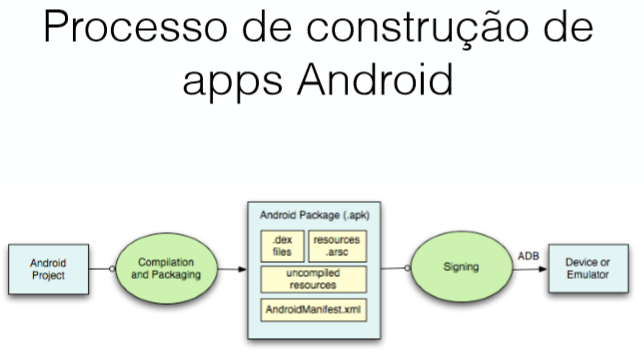 Processo de construção de
apps Android
Android
Project
Compilation
and Packaging
Android Package (.apk)
.dex
files
resources
.arsc
uncompiled
resources
AndroidManifest.xml
Signing
ADB
Device or
Emulator